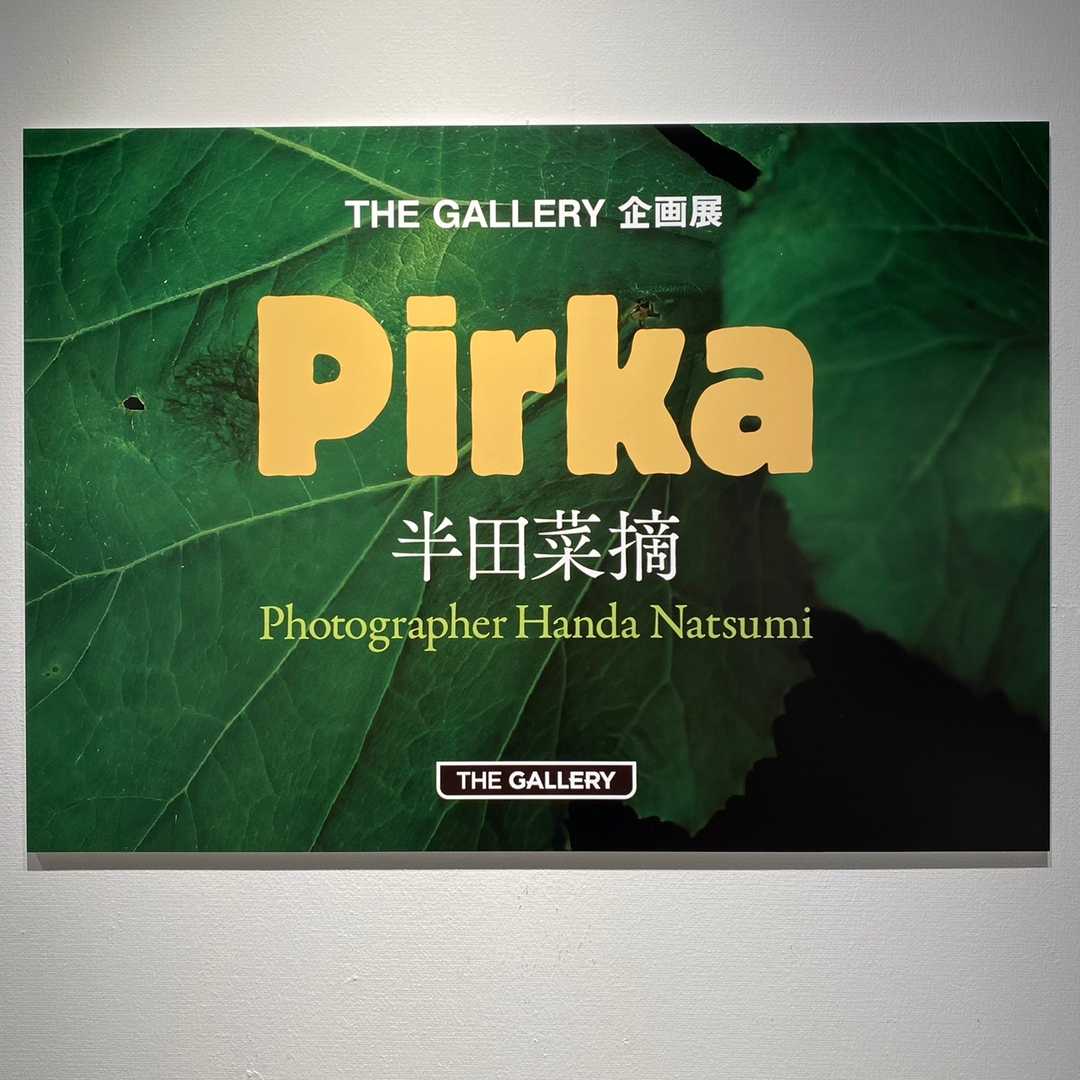 THE GALLERY 企画展
Pirka
半田菜摘
Photographer Handa Natsumi
THE GALLERY